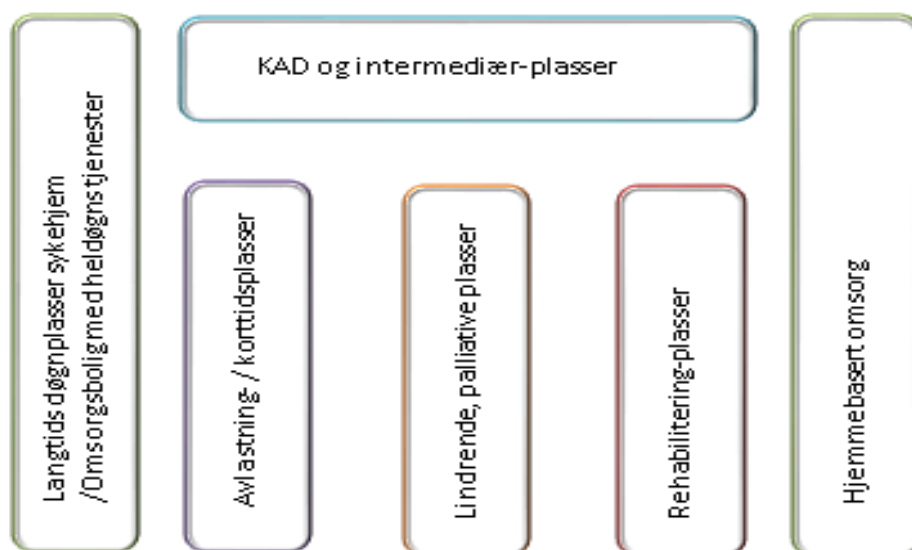 KAD og intermediær-plasser
Langtids døgnplasser sykehjem
/Omsorgsbolig med heldøgnstjenester
Avlastning- / korttidsplasser
Lindrende, palliative plasser
Rehabilitering-plasser
Hjemmebasert omsorg